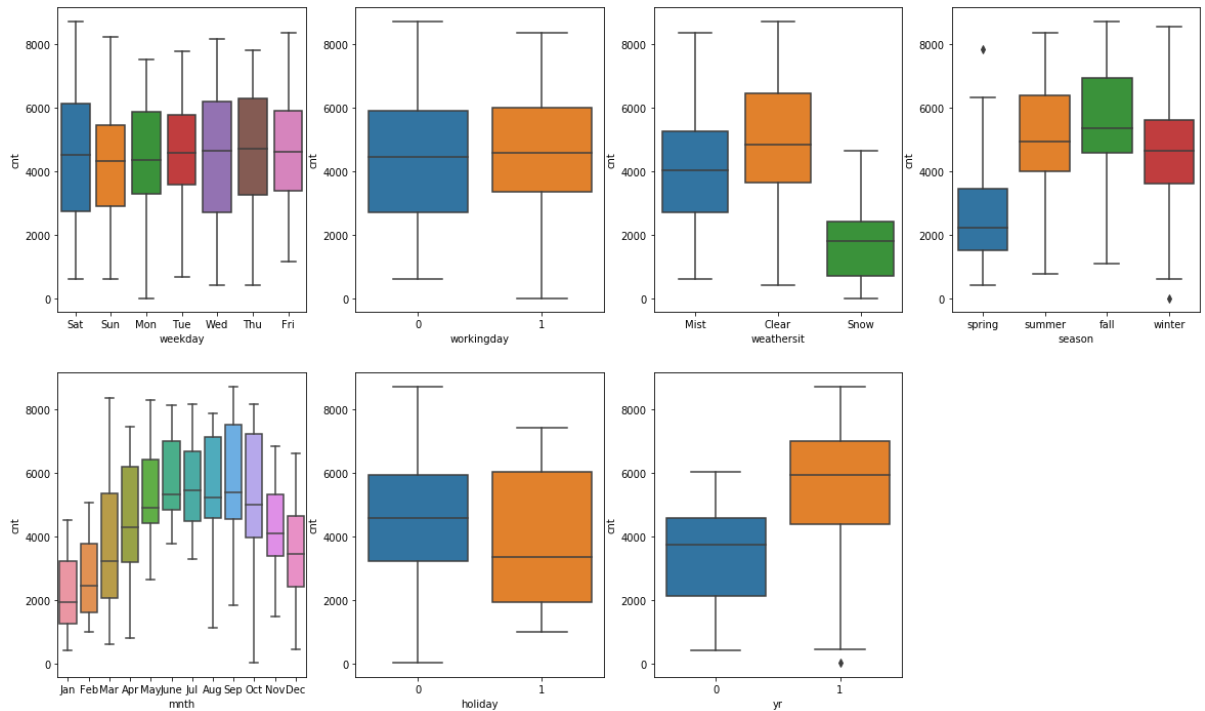 cnt
8000
6000
4000
2000
0
Sat Sun Mon Tue Wed Thu Fri
weekday
cnt
8000
6000
4000
2000
0
0 1
workingday
cnt
8000
6000
4000
2000
0
Mist Clear Snow
weathersit
cnt
8000
6000
4000
2000
0
spring summer fall winter
season
cnt
8000
6000
4000
2000
0
Jan Feb Mar Apr May June Jul Aug Sep Oct Nov Dec
mnth
cnt
8000
6000
4000
2000
0
0 1
holiday
cnt
8000
6000
4000
2000
0
0 1
yr